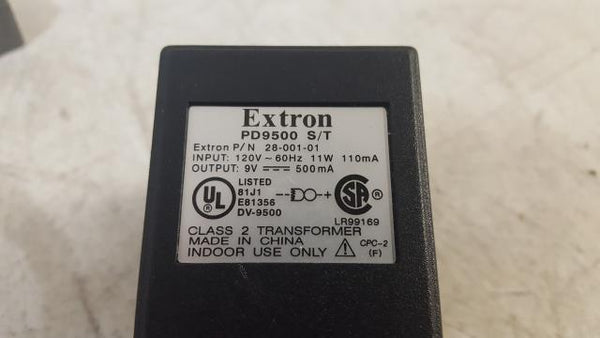 Extron
PD9500 S/T
Extron P/N 28-001-01
INPUT: 120V ~ 60Hz 11W 110mA
OUTPUT: 9V ⎓ 500mA
UL
®
LISTED
81J1
E81356
DV-9500
- +
SA ®
LR99169
CLASS 2 TRANSFORMER
MADE IN CHINA
INDOOR USE ONLY
CPC-2
(F)